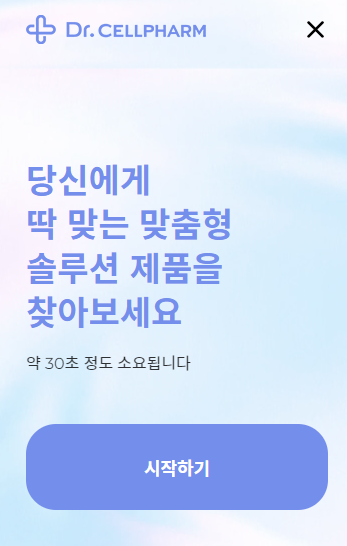 Dr. CELLPHARM
당신에게
딱 맞는 맞춤형
솔루션 제품을
찾아보세요
약 30초 정도 소요됩니다
시작하기